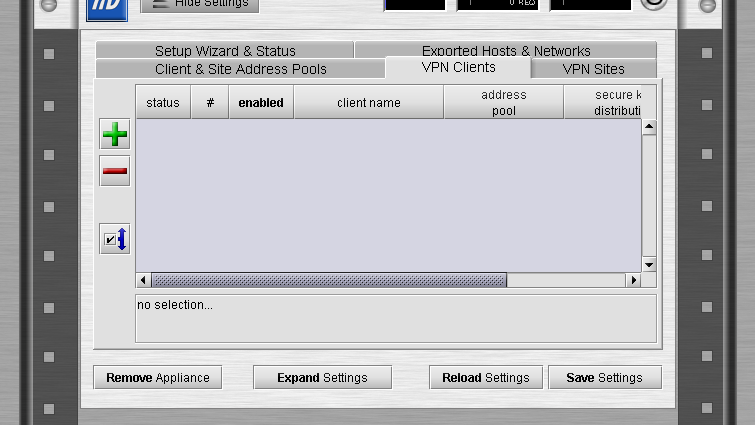 Hide Settings
0 REQ
Setup Wizard & Status
Exported Hosts & Networks
Client & Site Address Pools
VPN Clients
VPN Sites
status
#
enabled
client name
address
pool
secure k
distributi
no selection...
Remove Appliance
Expand Settings
Reload Settings
Save Settings